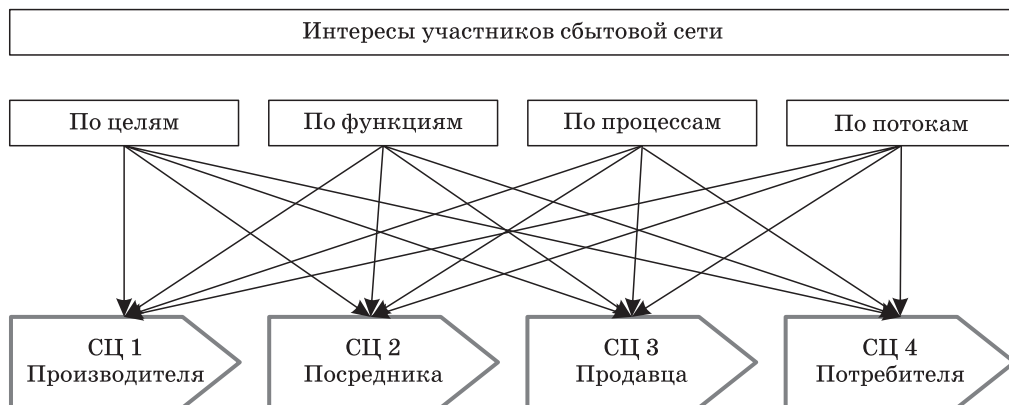 Интересы участников сбытовой сети
По целям
По функциям
По процессам
По потокам
СЦ 1
Производителя
СЦ 2
Посредника
СЦ 3
Продавца
СЦ 4
Потребителя